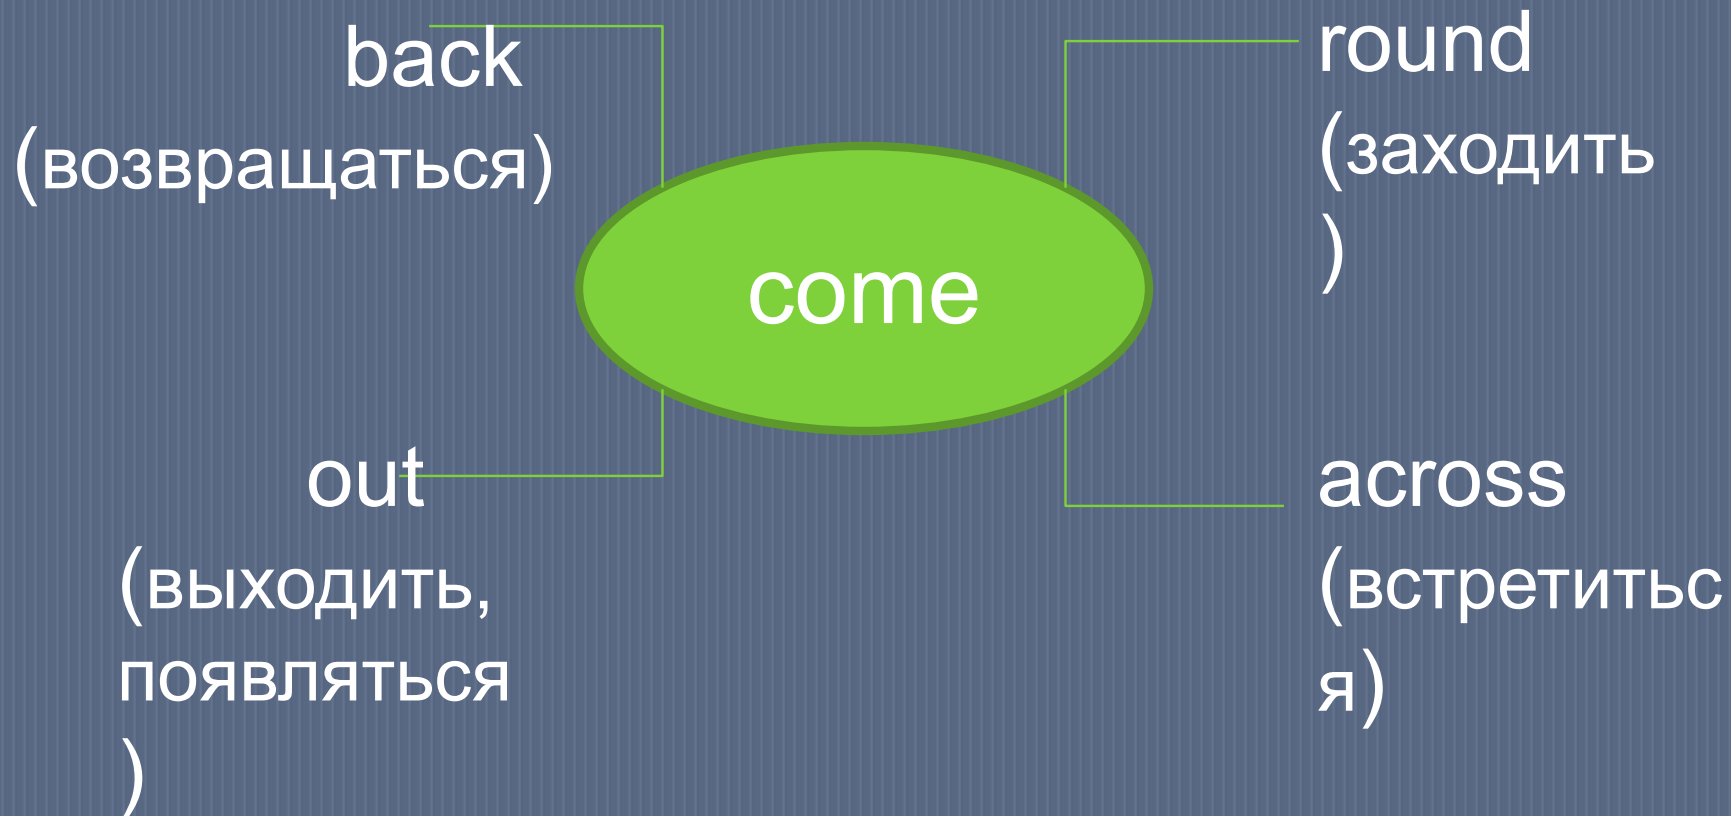 back
(возвращаться)
round
(заходить
)
come
out
(выходить,
появляться
)
across
(встретитьс
я)